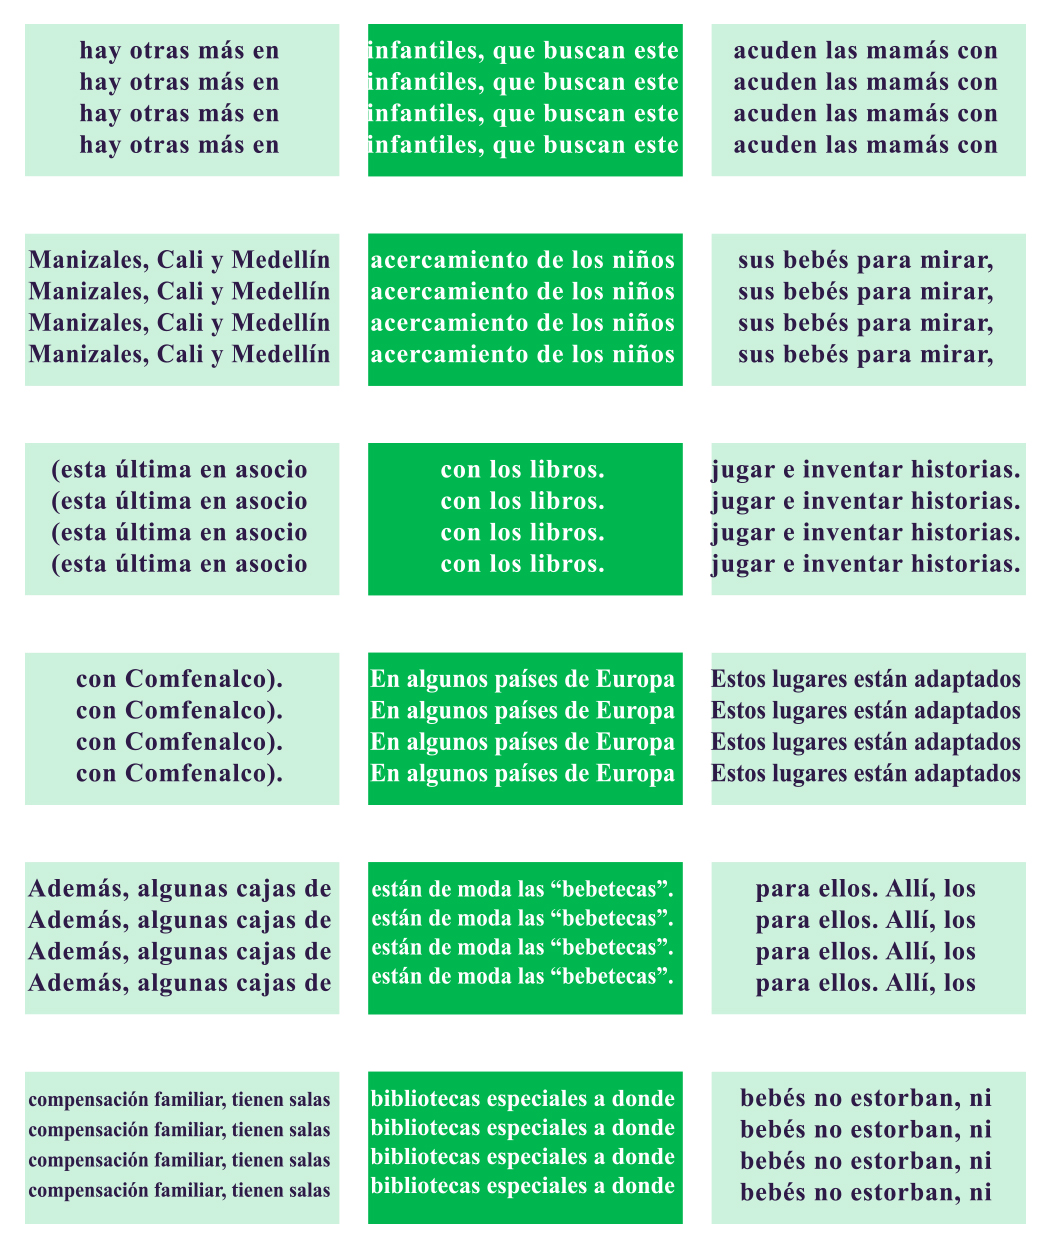 hay otras más en
hay otras más en
hay otras más en
hay otras más en
Manizales, Cali y Medellín
Manizales, Cali y Medellín
Manizales, Cali y Medellín
Manizales, Cali y Medellín
(esta última en asocio
(esta última en asocio
(esta última en asocio
(esta última en asocio
con Comfenalco).
con Comfenalco).
con Comfenalco).
con Comfenalco).
Además, algunas cajas de
Además, algunas cajas de
Además, algunas cajas de
Además, algunas cajas de
compensación familiar, tienen salas
compensación familiar, tienen salas
compensación familiar, tienen salas
compensación familiar, tienen salas
infantiles, que buscan este
infantiles, que buscan este
infantiles, que buscan este
infantiles, que buscan este
acercamiento de los niños
acercamiento de los niños
acercamiento de los niños
acercamiento de los niños
con los libros.
con los libros.
con los libros.
con los libros.
En algunos países de Europa
En algunos países de Europa
En algunos países de Europa
En algunos países de Europa
están de moda las “bebetecas”.
están de moda las “bebetecas”.
están de moda las “bebetecas”.
están de moda las “bebetecas”.
bibliotecas especiales a donde
bibliotecas especiales a donde
bibliotecas especiales a donde
bibliotecas especiales a donde
acuden las mamás con
acuden las mamás con
acuden las mamás con
acuden las mamás con
sus bebés para mirar,
sus bebés para mirar,
sus bebés para mirar,
sus bebés para mirar,
jugar e inventar historias.
jugar e inventar historias.
jugar e inventar historias.
jugar e inventar historias.
Estos lugares están adaptados
Estos lugares están adaptados
Estos lugares están adaptados
Estos lugares están adaptados
para ellos. Allí, los
para ellos. Allí, los
para ellos. Allí, los
para ellos. Allí, los
bebés no estorban, ni
bebés no estorban, ni
bebés no estorban, ni
bebés no estorban, ni